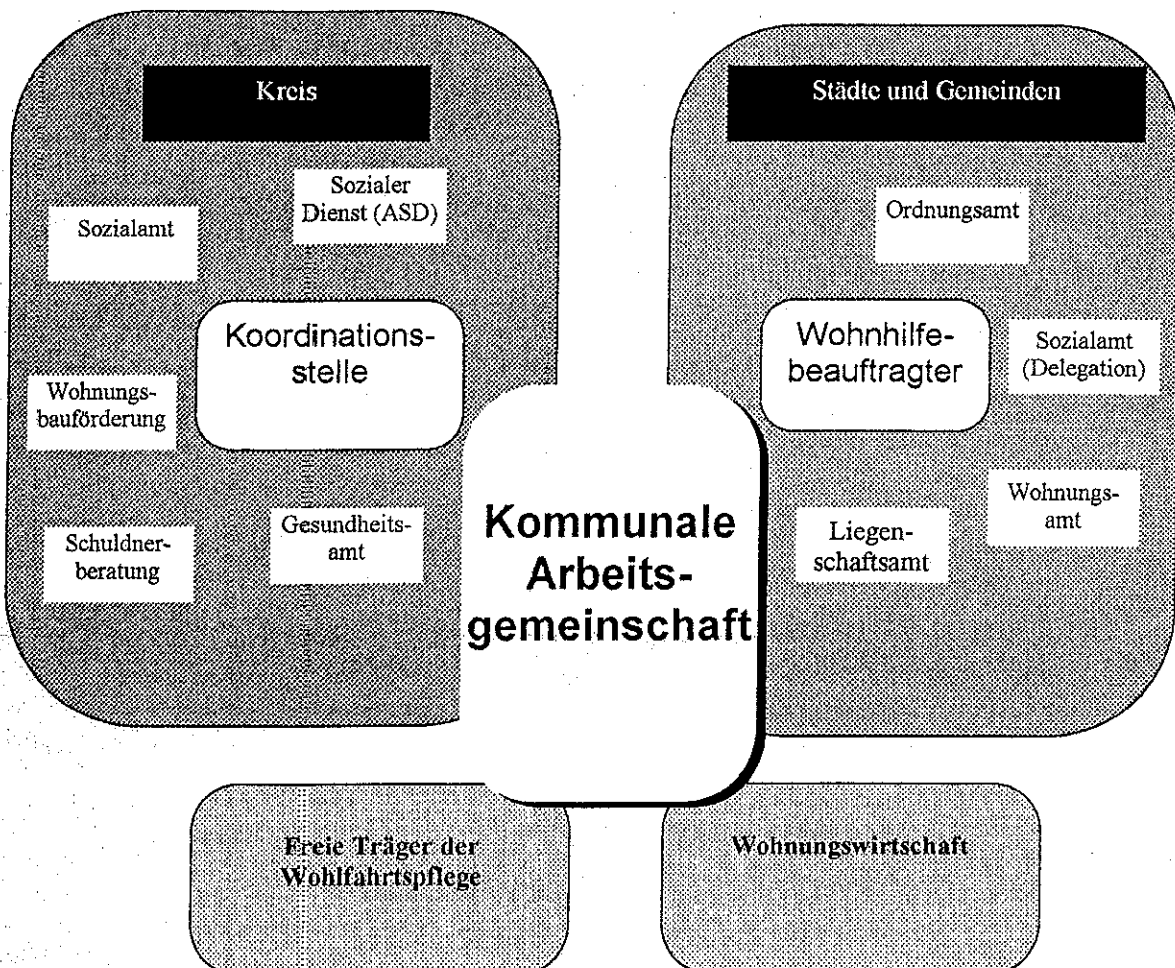 Kreis
Sozialamt
Sozialer
Dienst (ASD)
Koordinations-
stelle
Wohnungs-
bauförderung
Schuldner-
beratung
Gesundheits-
amt
Städte und Gemeinden
Ordnungsamt
Wohnhilfe-
beauftragter
Sozialamt
(Delegation)
Wohnungs-
amt
Liegen-
schaftsamt
Kommunale
Arbeits-
gemeinschaft
Freie Träger der
Wohlfahrtspflege
Wohnungswirtschaft